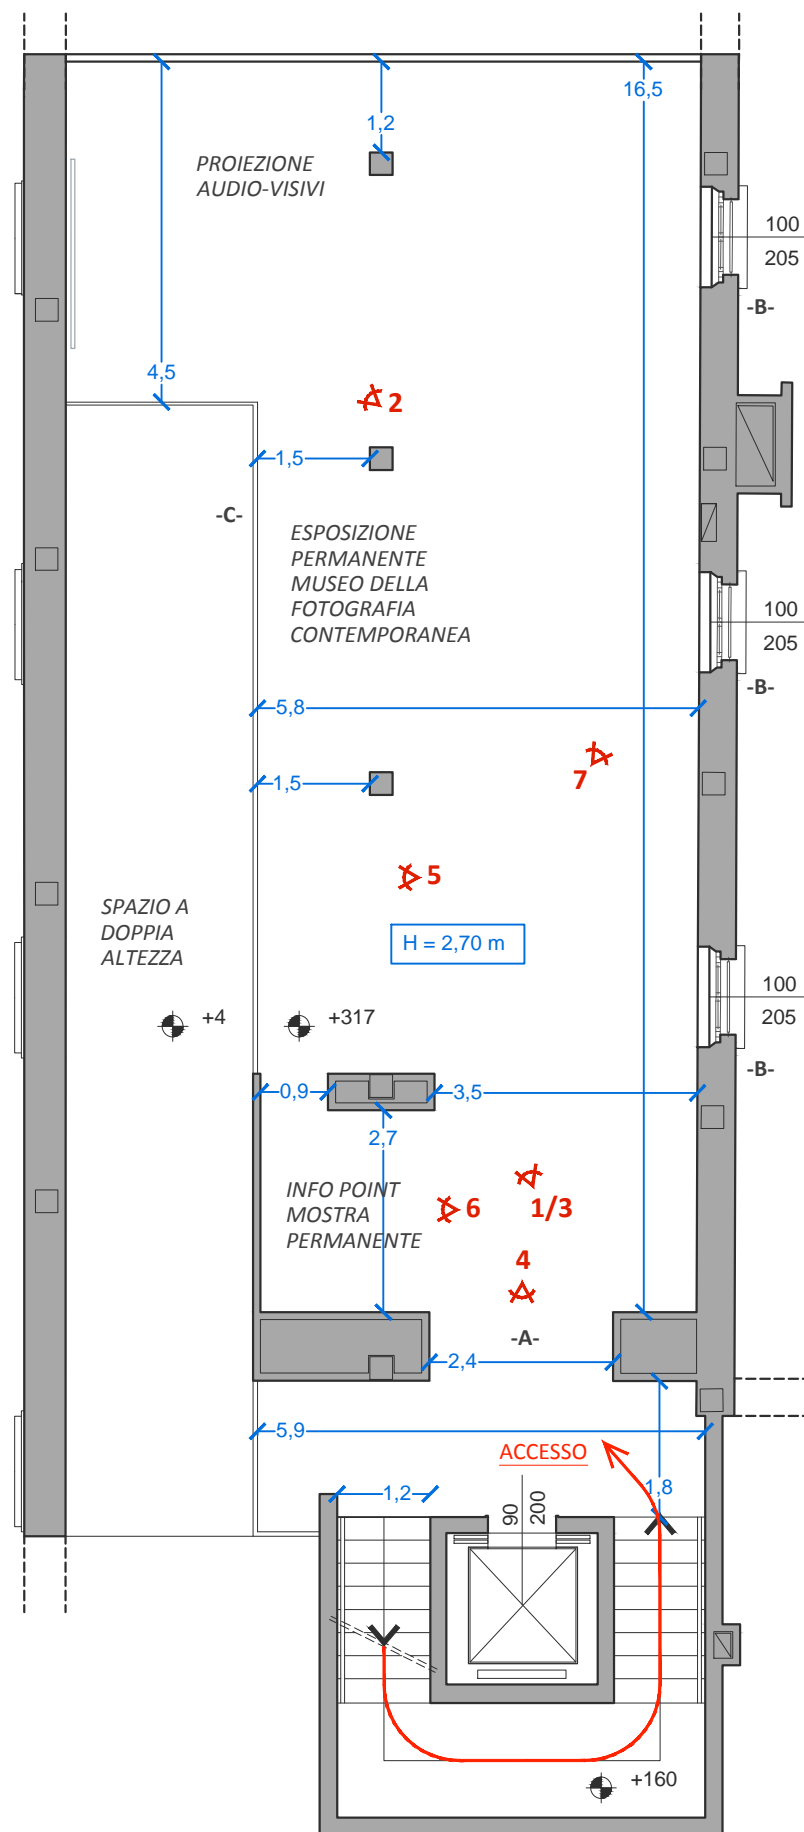 16,5
1,2
PROIEZIONE
AUDIO-VISIVI
100
205
-B-
4,5
2
1,5
-C-
ESPOSIZIONE
PERMANENTE
MUSEO DELLA
FOTOGRAFIA
CONTEMPORANEA
100
205
-B-
5,8
7
1,5
5
SPAZIO A
DOPPIA
ALTEZZA
H = 2,70 m
+4
+317
100
205
-B-
0,9
3,5
2,7
INFO POINT
MOSTRA
PERMANENTE
6
1/3
4
-A-
2,4
5,9
ACCESSO
1,2
90
200
1,8
+160